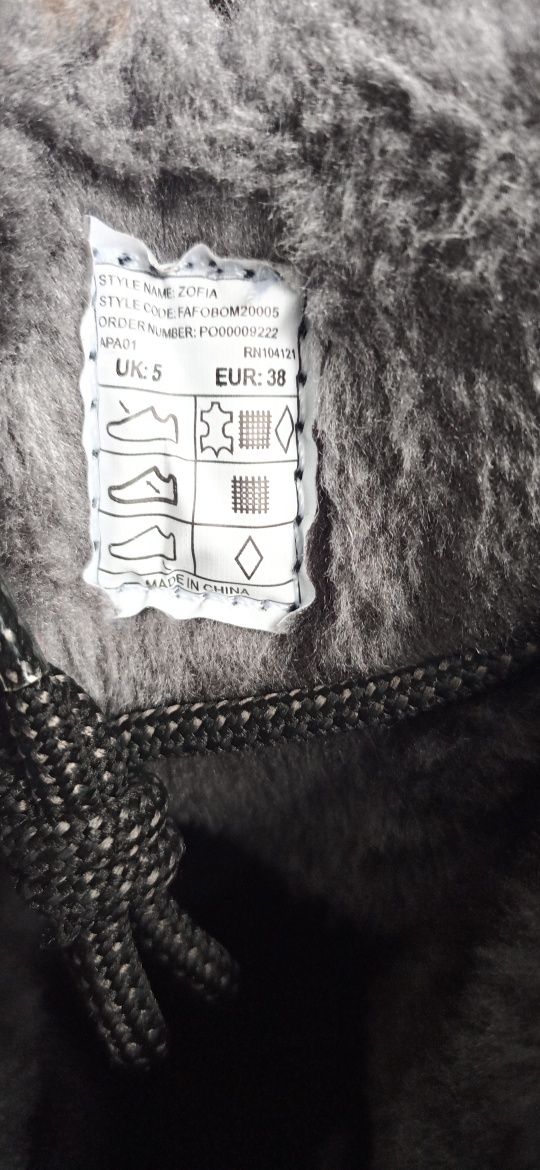 STYLE NAME: ZOFIA
STYLE CODE: FAFOBOM20005
ORDER NUMBER: PO00009222
APA01 RN104121
UK: 5 EUR: 38
MADE IN CHINA